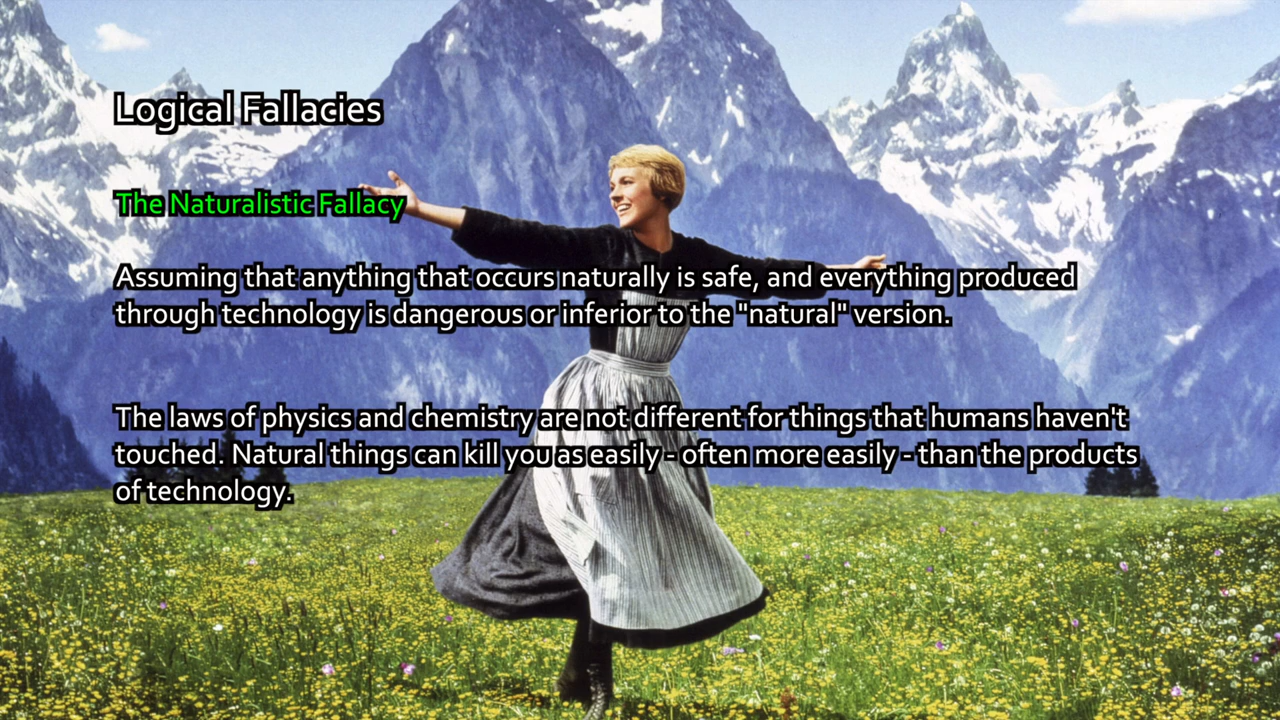 Logical Fallacies
The Naturalistic Fallacy
Assuming that anything that occurs naturally is safe, and everything produced
through technology is dangerous or inferior to the "natural" version.
The laws of physics and chemistry are not different for things that humans haven't
touched. Natural things can kill you as easily - often more easily - than the products
of technology.